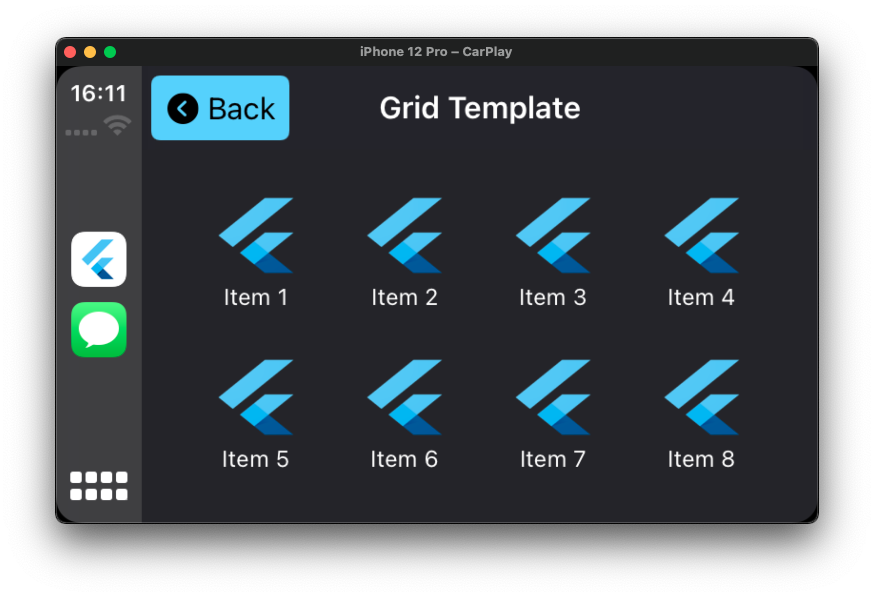 iPhone 12 Pro – CarPlay
16:11
Back
Grid Template
Item 1
Item 2
Item 3
Item 4
Item 5
Item 6
Item 7
Item 8